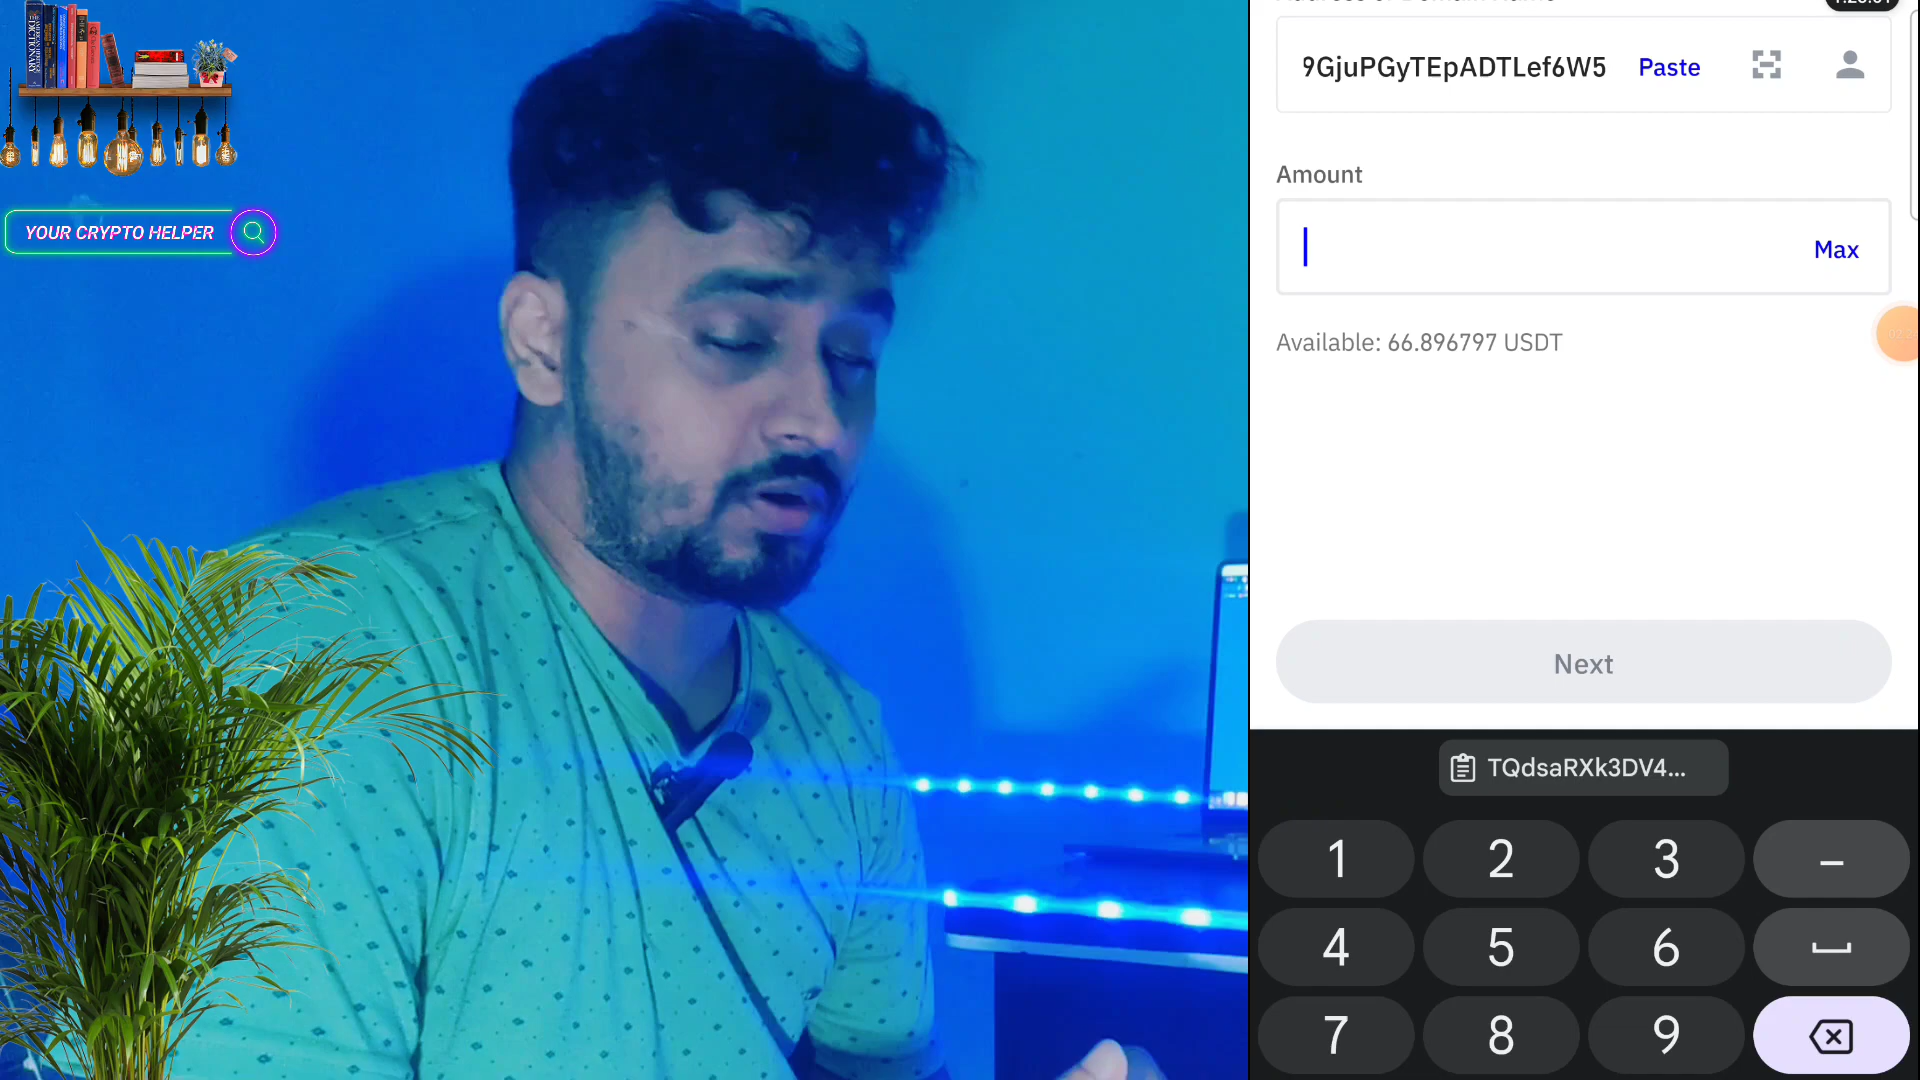 DICTIONARY
YOUR CRYPTO HELPER
9GjuPGyTEpADTLef6W5 Paste
Amount
Max
Available: 66.896797 USDT
Next
TQdsaRXk3DV4...
1 2 3 –
4 5 6
7 8 9